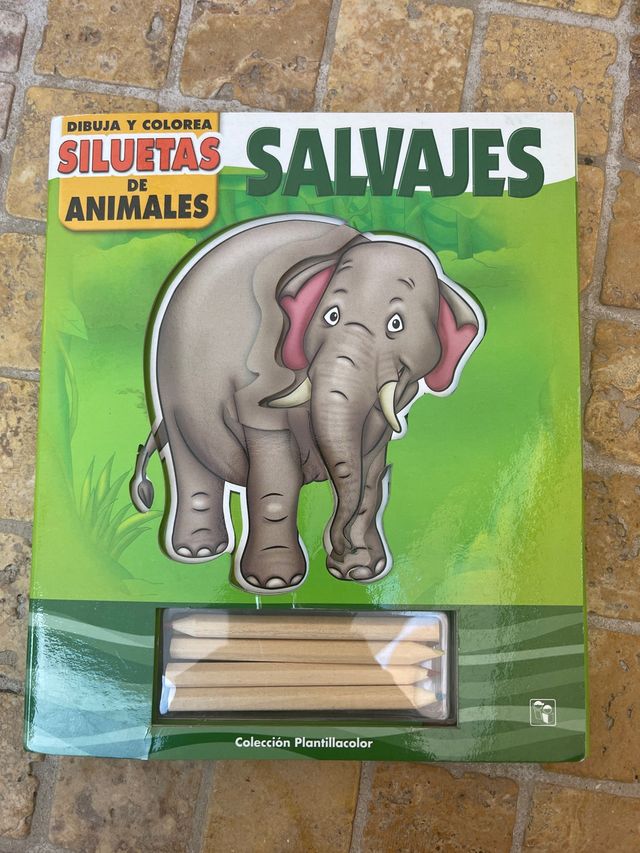 DIBUJA Y COLOREA
SILUETAS
DE
ANIMALES
SALVAJES
Colección Plantillacolor